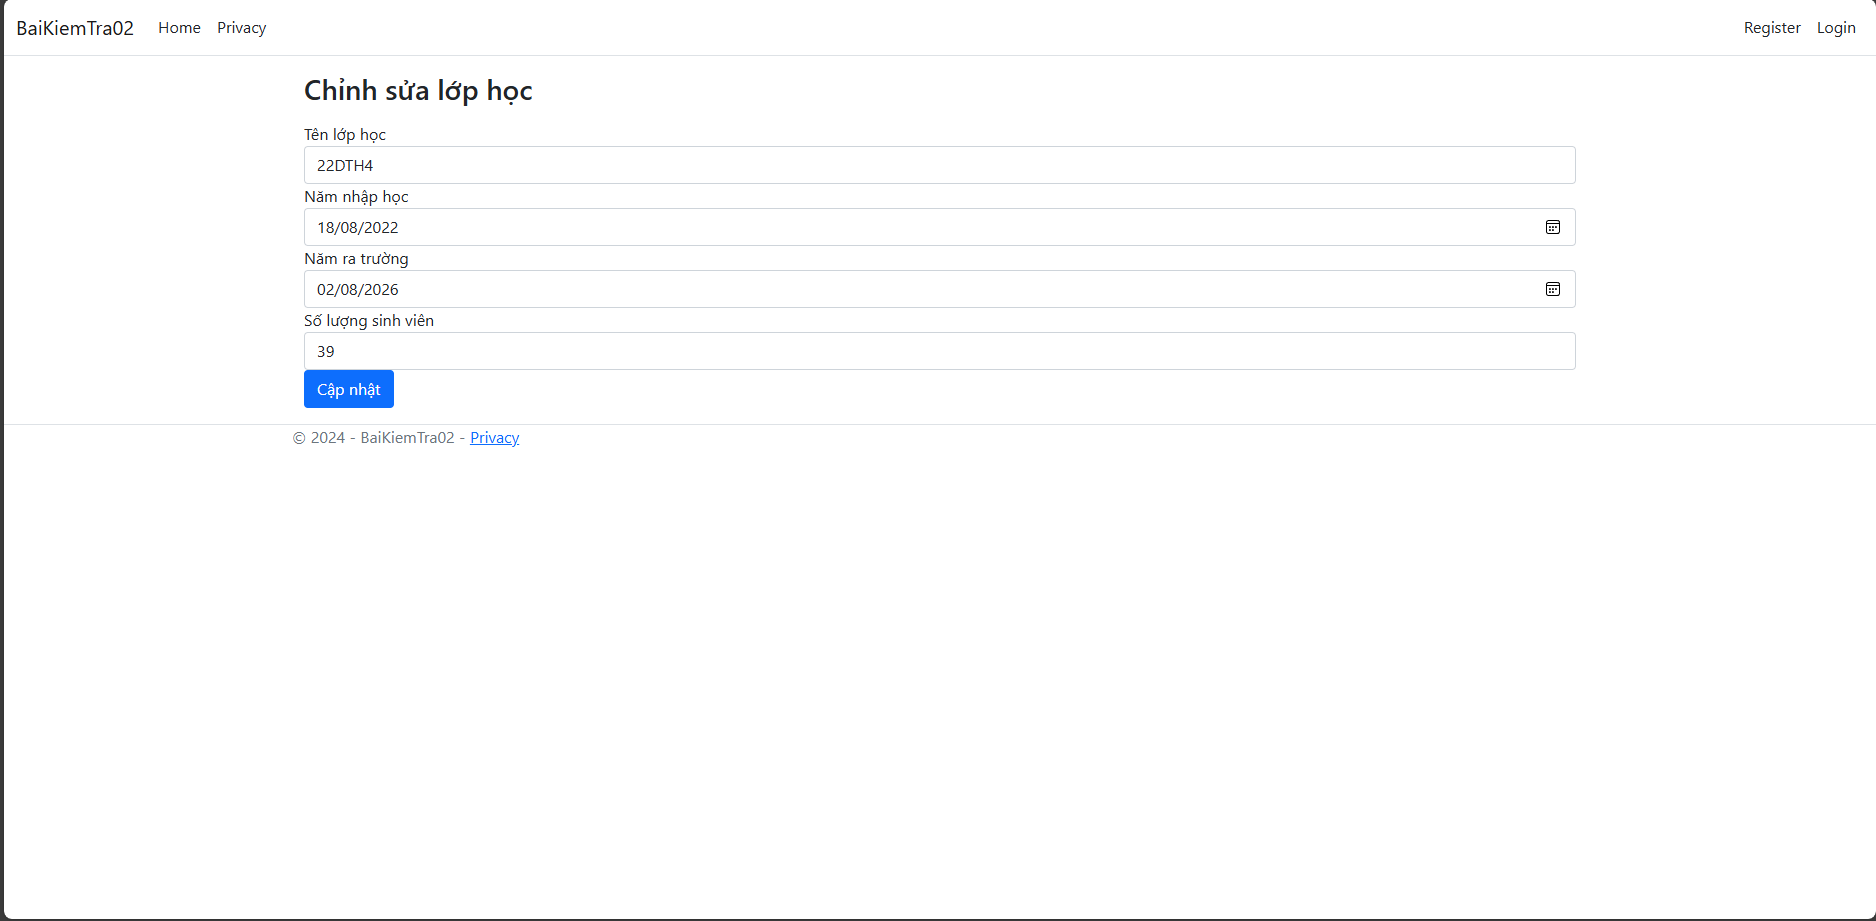 BaiKiemTra02 Home Privacy Register Login
Chỉnh sửa lớp học
Tên lớp học
22DTH4
Năm nhập học
18/08/2022
Năm ra trường
02/08/2026
Số lượng sinh viên
39
Cập nhật
© 2024 - BaiKiemTra02 - Privacy